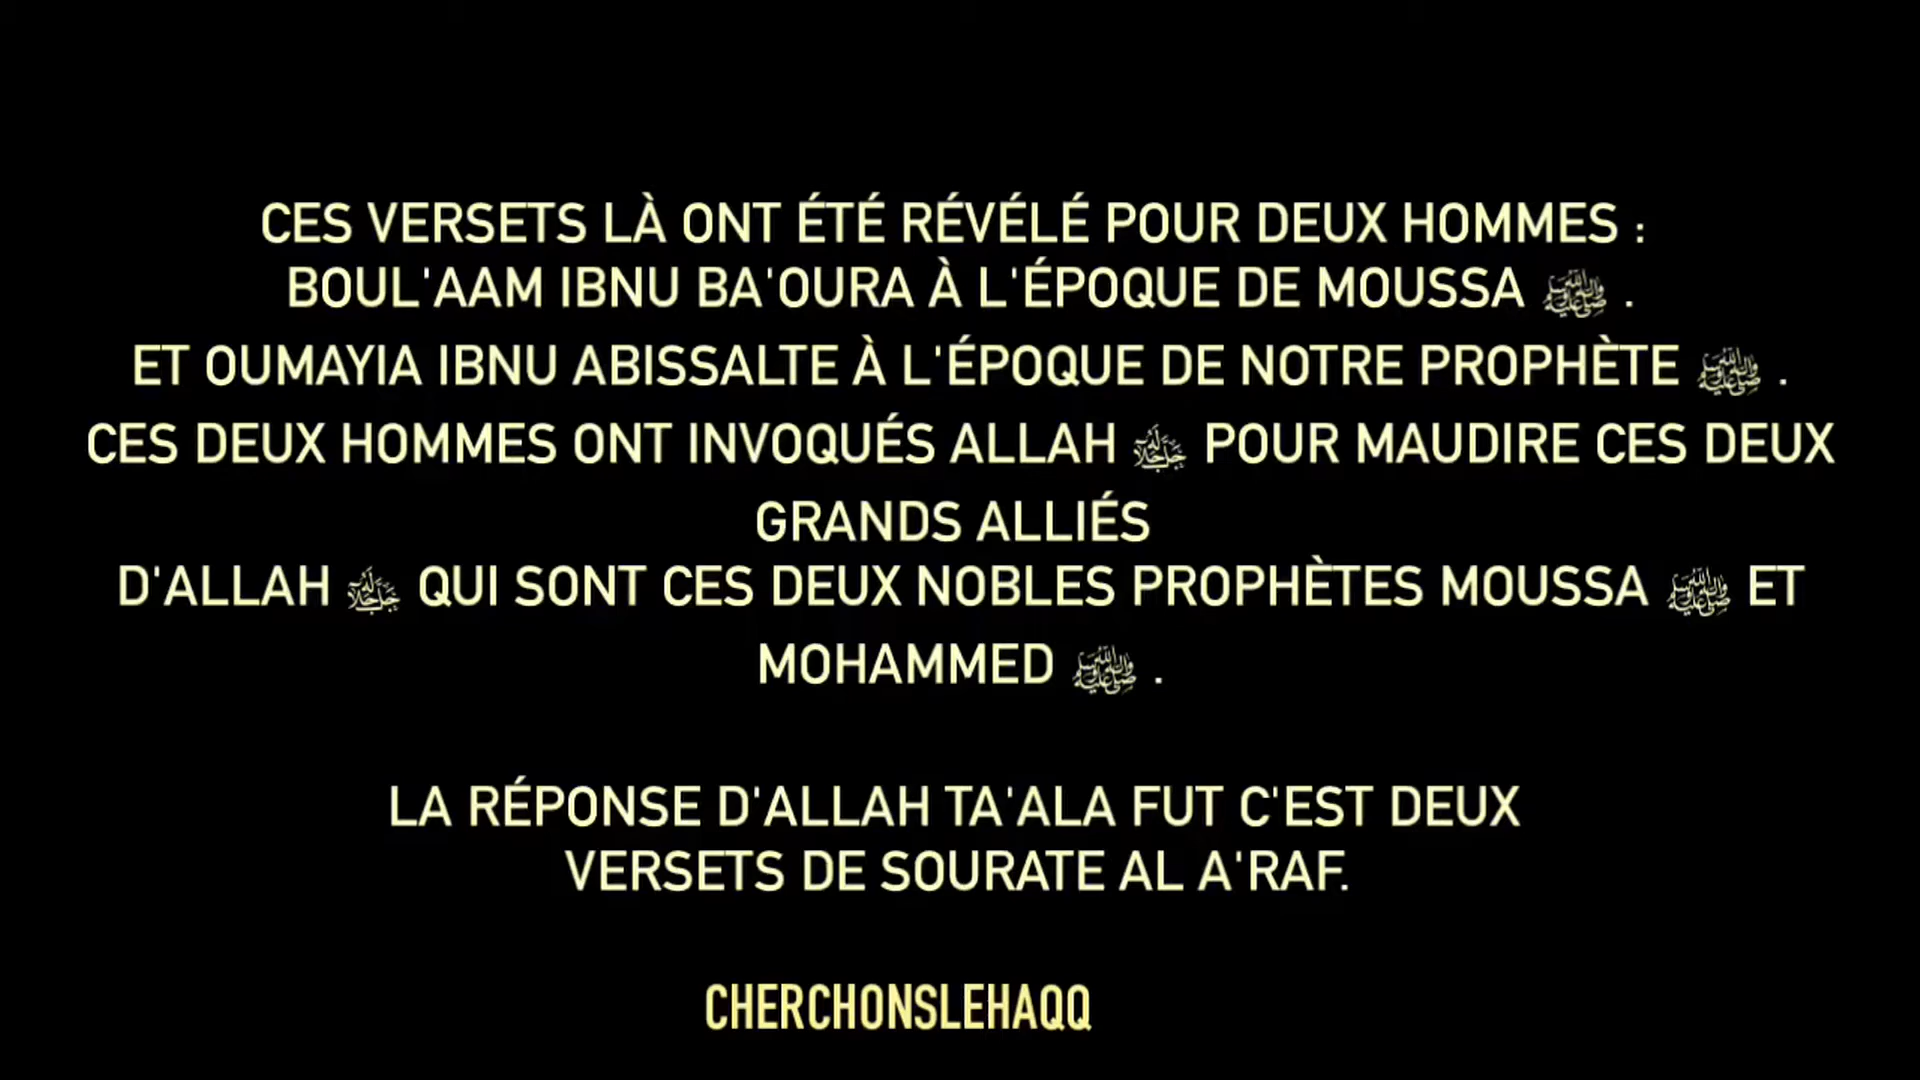 CES VERSETS LÀ ONT ÉTÉ RÉVÉLÉ POUR DEUX HOMMES :
BOUL'AAM IBNU BA'OURA À L'ÉPOQUE DE MOUSSA ﷺ .
ET OUMAYIA IBNU ABISSALTE À L'ÉPOQUE DE NOTRE PROPHÈTE ﷺ .
CES DEUX HOMMES ONT INVOQUÉS ALLAH ﷻ POUR MAUDIRE CES DEUX
GRANDS ALLIÉS
D'ALLAH ﷻ QUI SONT CES DEUX NOBLES PROPHÈTES MOUSSA ﷺ ET
MOHAMMED ﷺ .
LA RÉPONSE D'ALLAH TA'ALA FUT C'EST DEUX
VERSETS DE SOURATE AL A'RAF.
CHERCHONSLEHAQQ